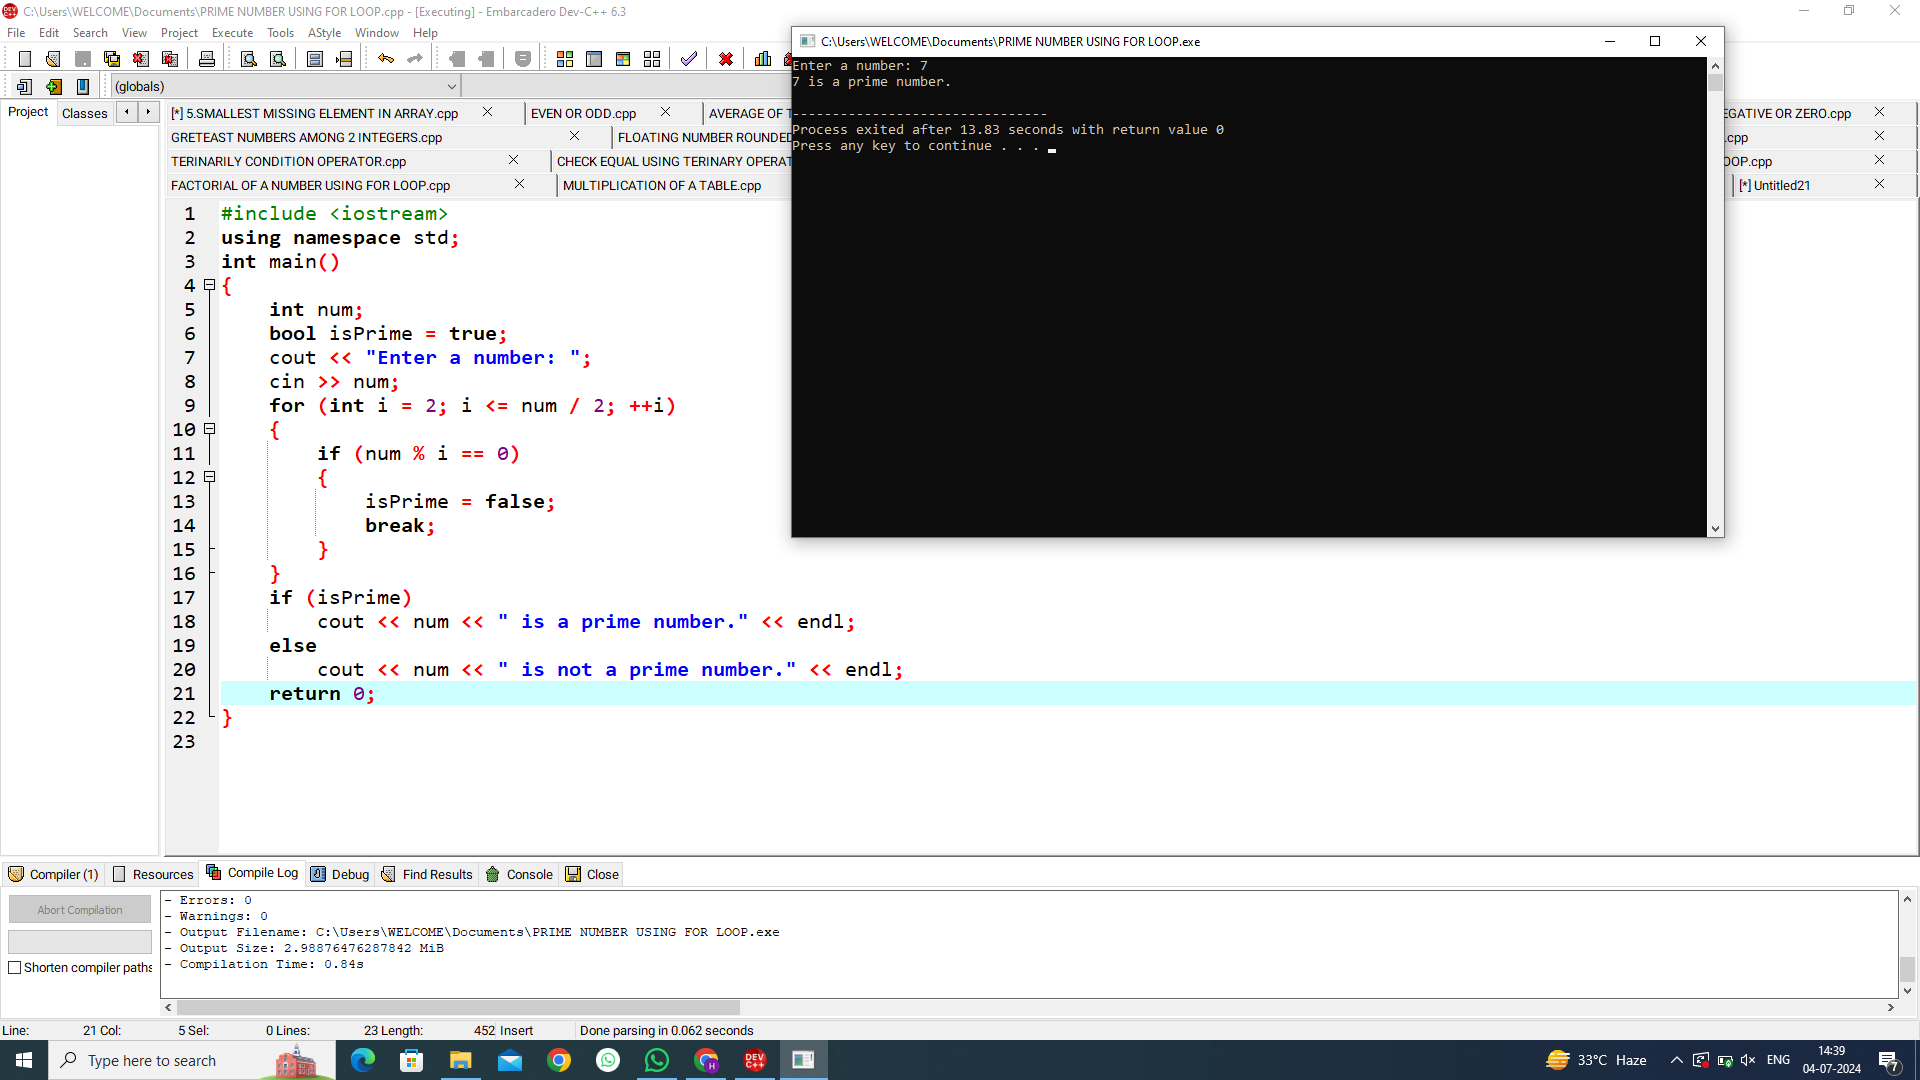 C:\Users\WELCOME\Documents\PRIME NUMBER USING FOR LOOP.cpp - [Executing] - Embarcadero Dev-C++ 6.3
File Edit Search View Project Execute Tools AStyle Window Help
(globals)
Project Classes
[*] 5.SMALLEST MISSING ELEMENT IN ARRAY.cpp EVEN OR ODD.cpp AVERAGE OF EGATIVE OR ZERO.cpp
GRETEAST NUMBERS AMONG 2 INTEGERS.cpp FLOATING NUMBER ROUNDED .cpp
TERINARILY CONDITION OPERATOR.cpp CHECK EQUAL USING TERINARY OPERAT OOP.cpp
FACTORIAL OF A NUMBER USING FOR LOOP.cpp MULTIPLICATION OF A TABLE.cpp [*] Untitled21
1 #include <iostream>
2 using namespace std;
3 int main()
4 {
5 int num;
6 bool isPrime = true;
7 cout << "Enter a number: ";
8 cin >> num;
9 for (int i = 2; i <= num / 2; ++i)
10 {
11 if (num % i == 0)
12 {
13 isPrime = false;
14 break;
15 }
16 }
17 if (isPrime)
18 cout << num << " is a prime number." << endl;
19 else
20 cout << num << " is not a prime number." << endl;
21 return 0;
22 }
23
C:\Users\WELCOME\Documents\PRIME NUMBER USING FOR LOOP.exe
Enter a number: 7
7 is a prime number.
--------------------------------
Process exited after 13.83 seconds with return value 0
Press any key to continue . . .
Compiler (1) Resources Compile Log Debug Find Results Console Close
Abort Compilation
Shorten compiler paths
- Errors: 0
- Warnings: 0
- Output Filename: C:\Users\WELCOME\Documents\PRIME NUMBER USING FOR LOOP.exe
- Output Size: 2.98876476287842 MiB
- Compilation Time: 0.84s
Line: 21 Col: 5 Sel: 0 Lines: 23 Length: 452 Insert Done parsing in 0.062 seconds
Type here to search
33°C Haze
ENG
14:39
04-07-2024
7